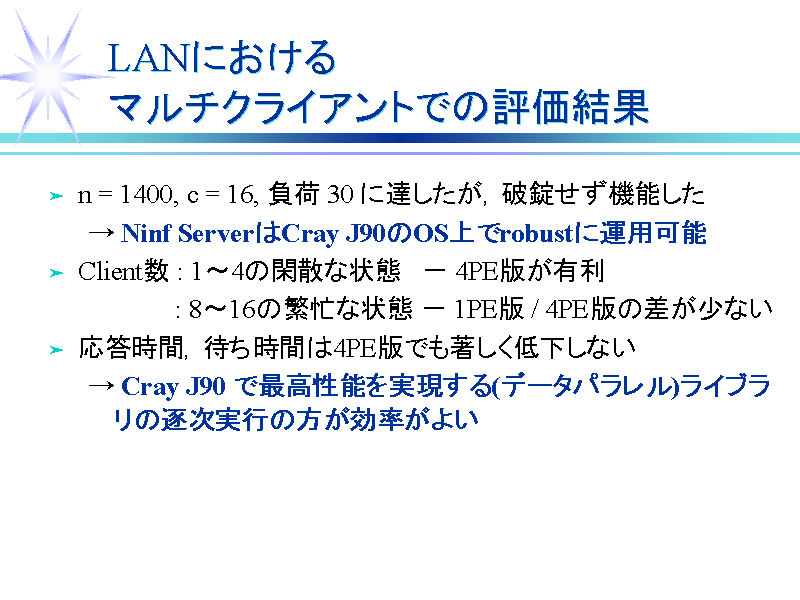 LANにおける
マルチクライアントでの評価結果
➤ n = 1400, c = 16, 負荷 30 に達したが，破錠せず機能した
→ Ninf ServerはCray J90のOS上でrobustに運用可能
➤ Client数 : 1～4の閑散な状態　－ 4PE版が有利
: 8～16の繁忙な状態 － 1PE版 / 4PE版の差が少ない
➤ 応答時間，待ち時間は4PE版でも著しく低下しない
→ Cray J90 で最高性能を実現する(データパラレル)ライブラ
リの逐次実行の方が効率がよい